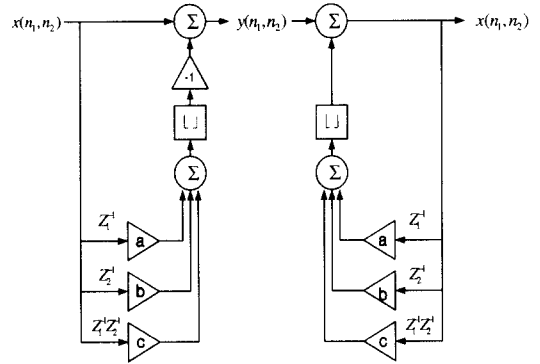 x(n₁,n₂) Σ y(n₁,n₂) Σ x(n₁,n₂)
-1
⌊⌋ ⌊⌋
Σ Σ
Z₁⁻¹ a a Z₁⁻¹
Z₂⁻¹ b b Z₂⁻¹
Z₁⁻¹Z₂⁻¹ c c Z₁⁻¹Z₂⁻¹